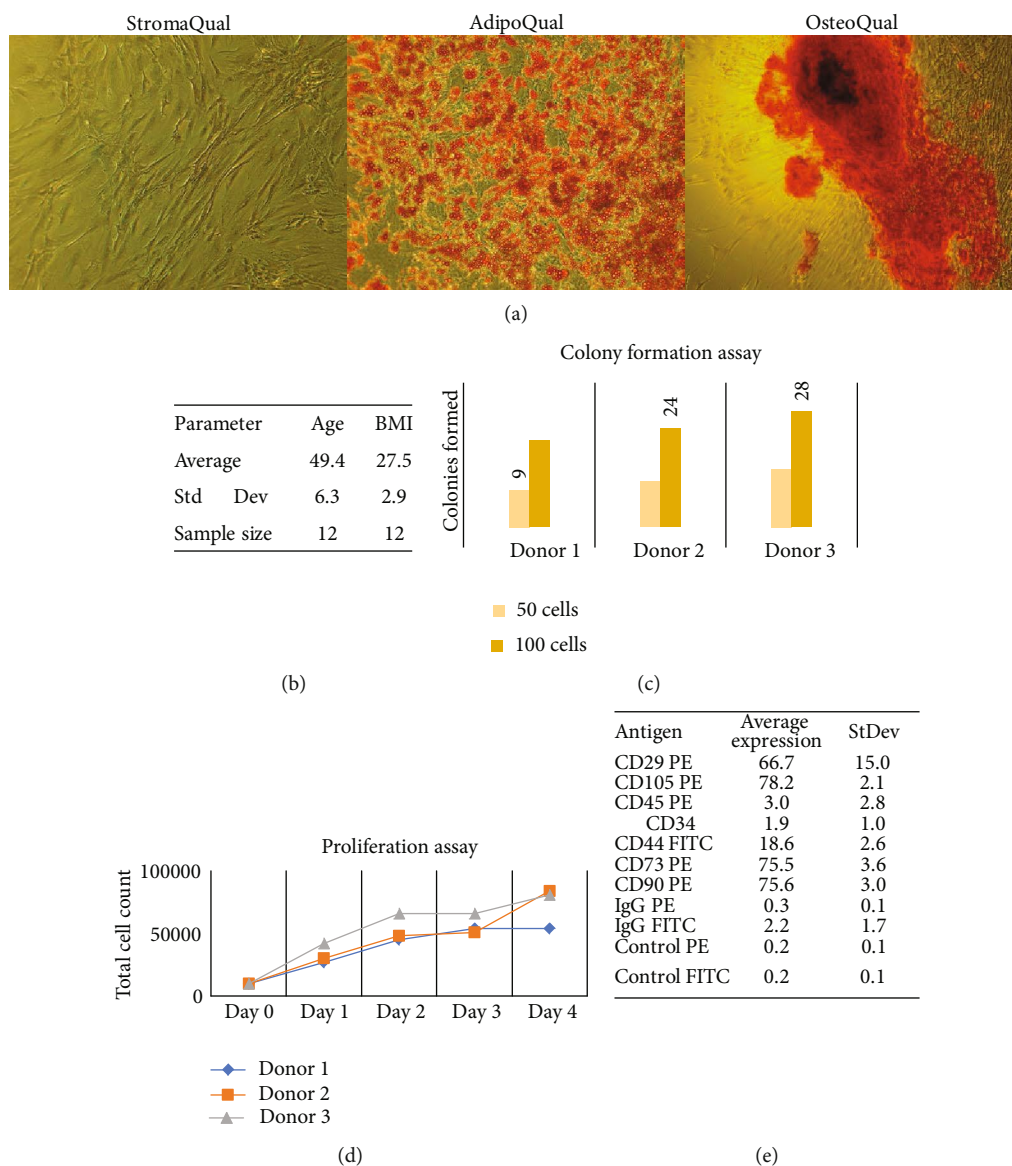 StromaQual AdipoQual OsteoQual
(a)
Parameter Age BMI
Average 49.4 27.5
Std Dev 6.3 2.9
Sample size 12 12
(b)
Colony formation assay
Colonies formed
9
24
28
Donor 1 Donor 2 Donor 3
50 cells
100 cells
(c)
Proliferation assay
Total cell count
100000
50000
0
Day 0 Day 1 Day 2 Day 3 Day 4
Donor 1
Donor 2
Donor 3
(d)
Antigen Average expression StDev
CD29 PE 66.7 15.0
CD105 PE 78.2 2.1
CD45 PE 3.0 2.8
CD34 1.9 1.0
CD44 FITC 18.6 2.6
CD73 PE 75.5 3.6
CD90 PE 75.6 3.0
IgG PE 0.3 0.1
IgG FITC 2.2 1.7
Control PE 0.2 0.1
Control FITC 0.2 0.1
(e)